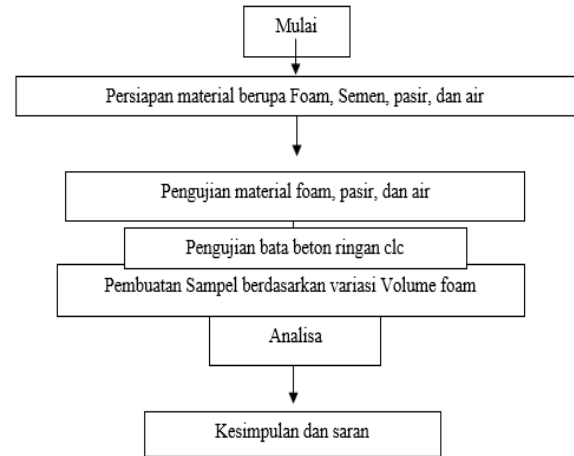 Mulai
Persiapan material berupa Foam, Semen, pasir, dan air
Pengujian material foam, pasir, dan air
Pengujian bata beton ringan clc
Pembuatan Sampel berdasarkan variasi Volume foam
Analisa
Kesimpulan dan saran